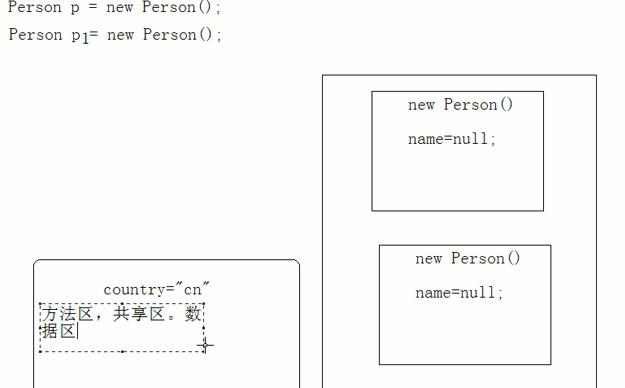 Person p = new Person();
Person p1= new Person();
new Person()
name=null;
new Person()
name=null;
country="cn"
方法区，共享区。数
据区